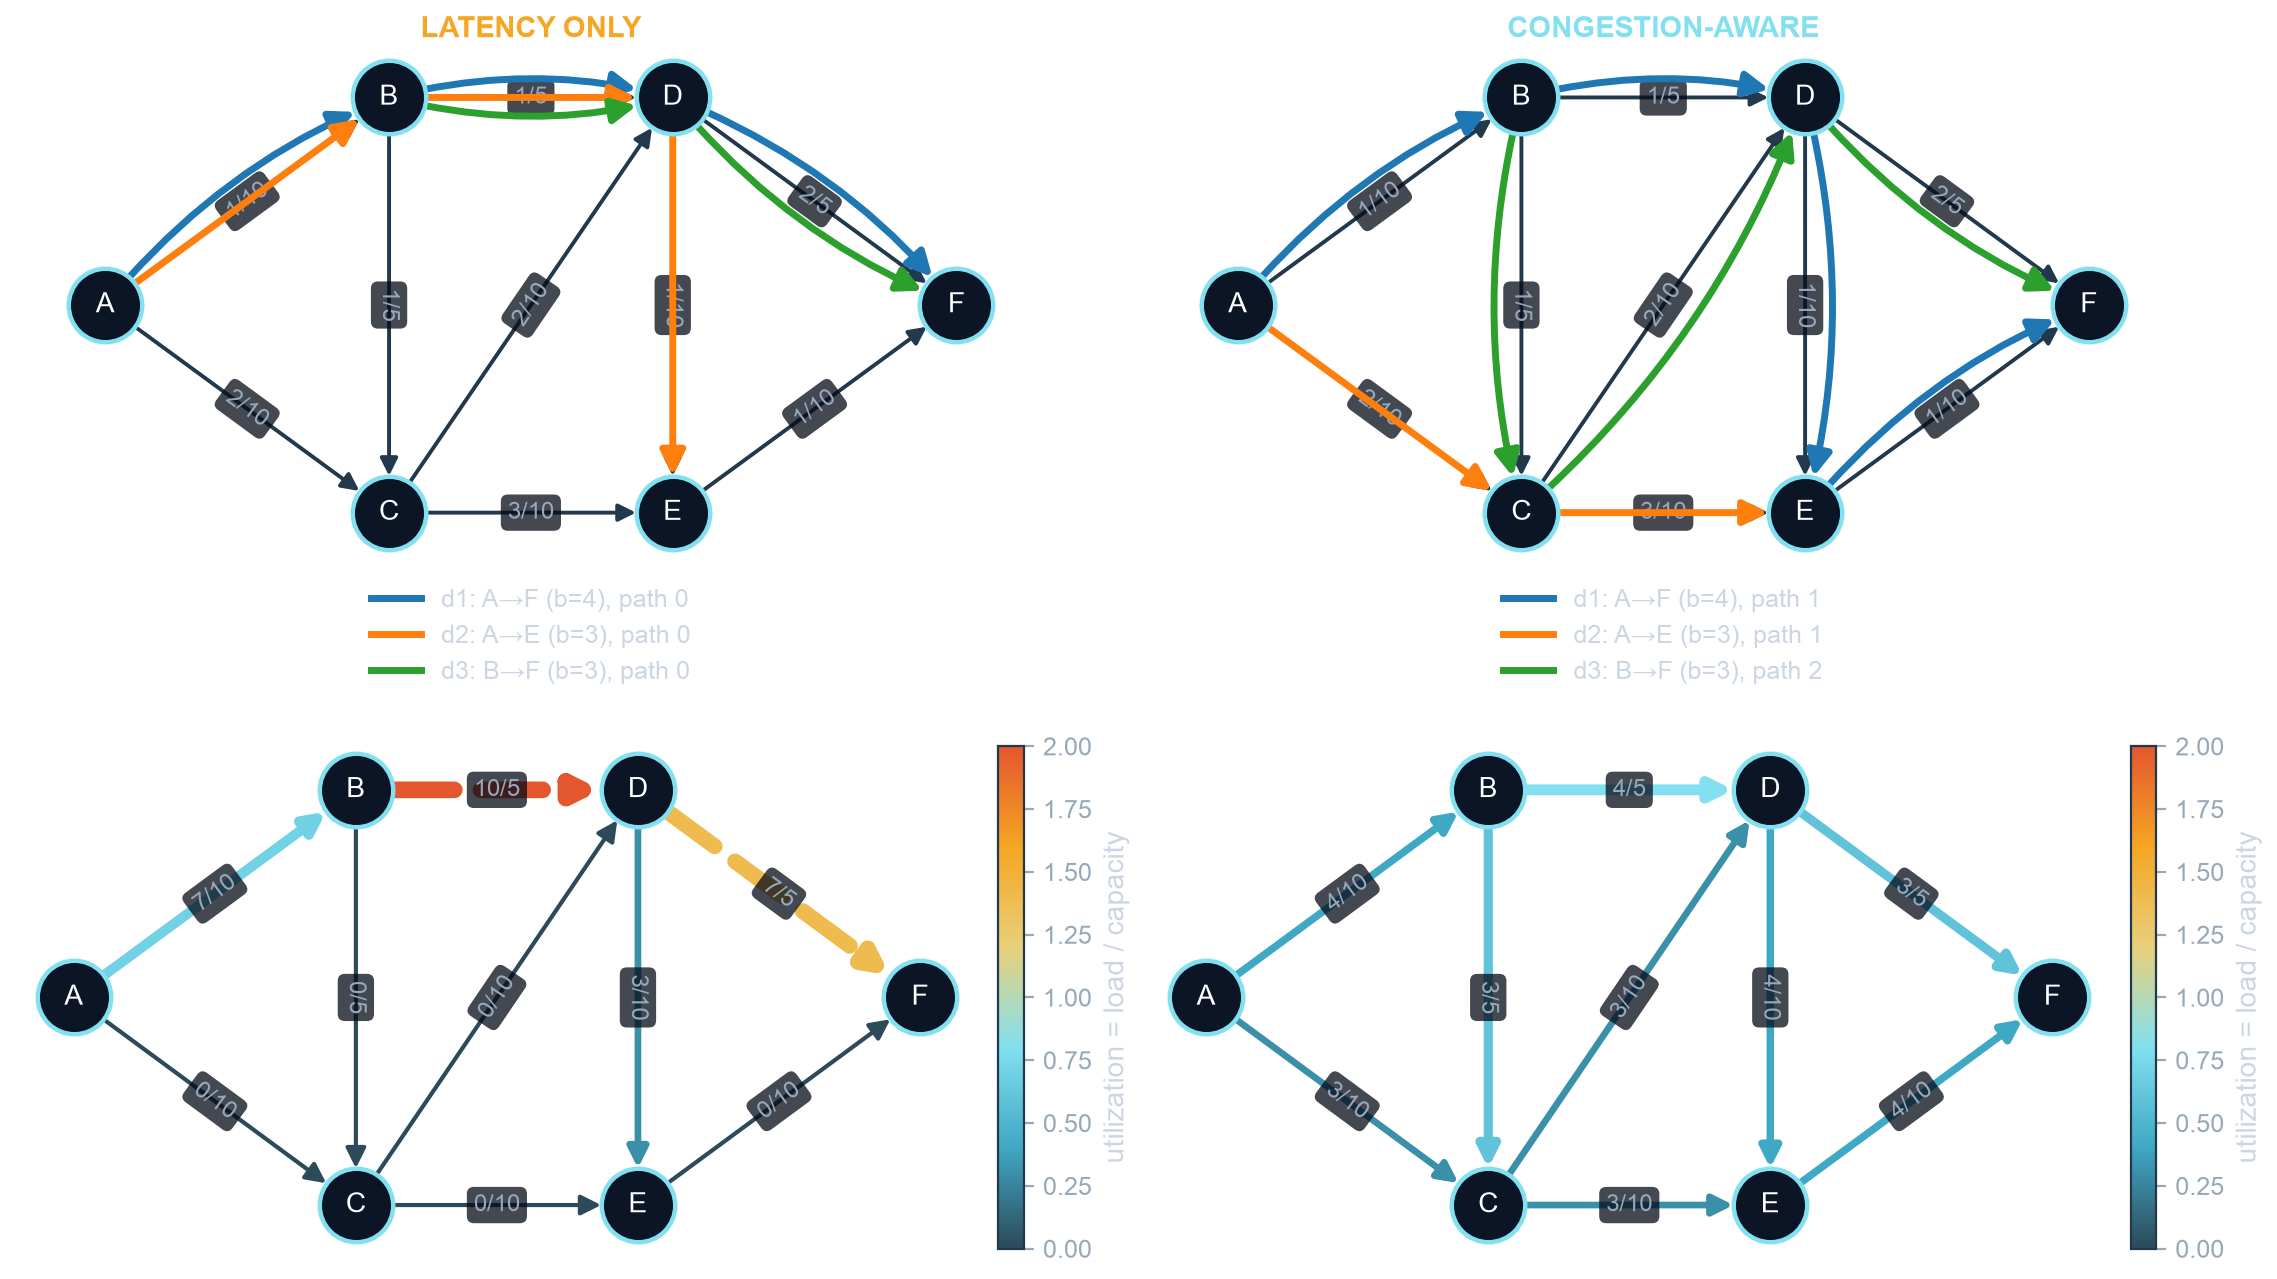 LATENCY ONLY
B
1/5
D
1/10
2/5
A
1/5
2/10
1/10
F
2/10
1/10
C
3/10
E
d1: A→F (b=4), path 0
d2: A→E (b=3), path 0
d3: B→F (b=3), path 0
CONGESTION-AWARE
B
1/5
D
1/10
2/5
A
1/5
2/10
1/10
F
2/10
1/10
C
3/10
E
d1: A→F (b=4), path 1
d2: A→E (b=3), path 1
d3: B→F (b=3), path 2
B
10/5
D
7/10
7/5
A
0/5
0/10
3/10
F
0/10
0/10
C
0/10
E
2.00
1.75
1.50
1.25
1.00
0.75
0.50
0.25
0.00
utilization = load / capacity
B
4/5
D
4/10
3/5
A
3/5
3/10
4/10
F
3/10
4/10
C
3/10
E
2.00
1.75
1.50
1.25
1.00
0.75
0.50
0.25
0.00
utilization = load / capacity